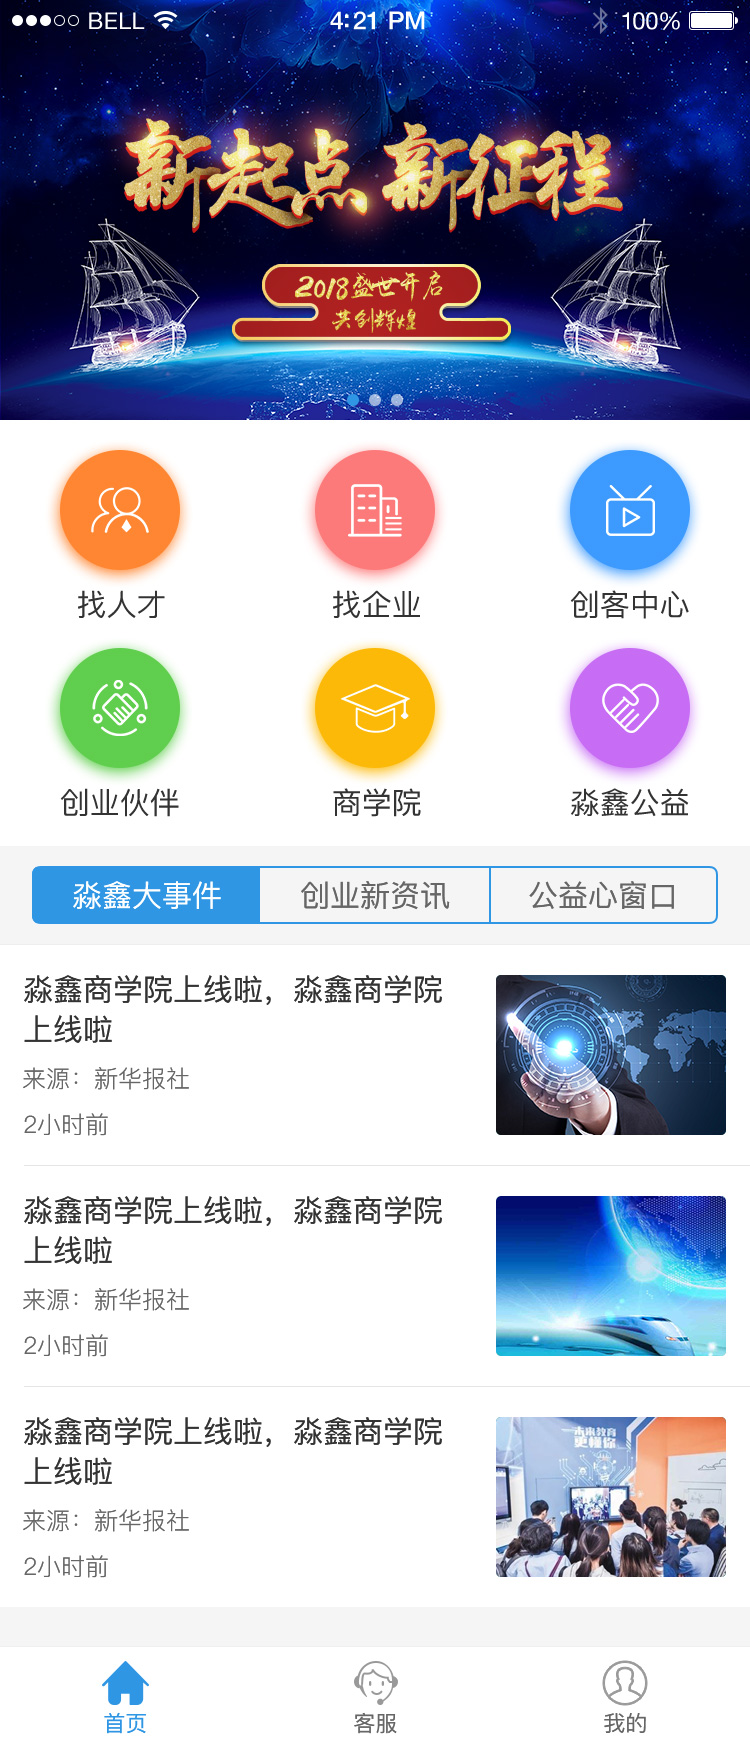 BELL 4:21 PM 100%
新起点 新征程
2018盛世开启
共创辉煌
找人才 找企业 创客中心
创业伙伴 商学院 淼鑫公益
淼鑫大事件 创业新资讯 公益心窗口
淼鑫商学院上线啦，淼鑫商学院
上线啦
来源：新华报社
2小时前
淼鑫商学院上线啦，淼鑫商学院
上线啦
来源：新华报社
2小时前
淼鑫商学院上线啦，淼鑫商学院
上线啦
来源：新华报社
2小时前
未来教育
更懂你
首页 客服 我的